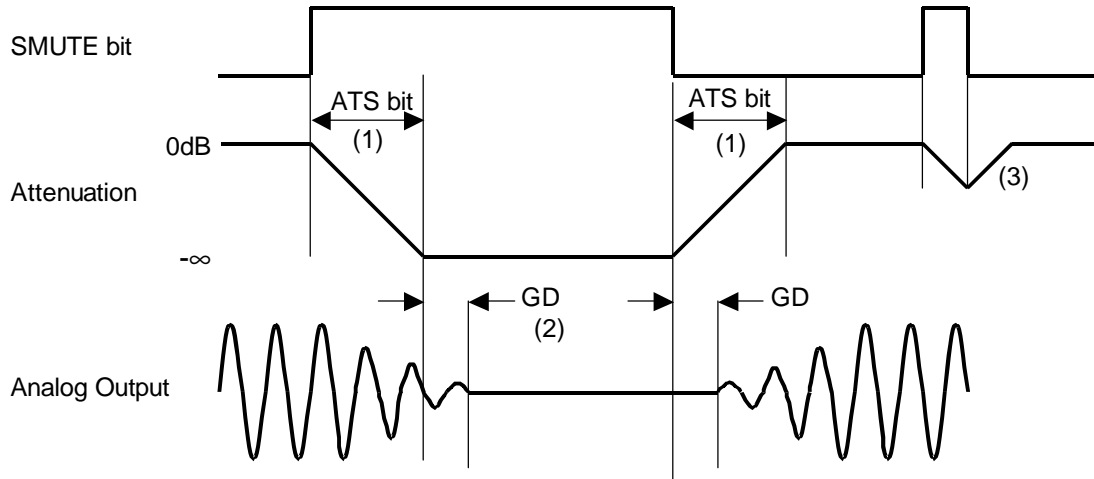 SMUTE bit
ATS bit
ATS bit
(1)
(1)
0dB
(3)
Attenuation
-∞
GD
GD
(2)
Analog Output